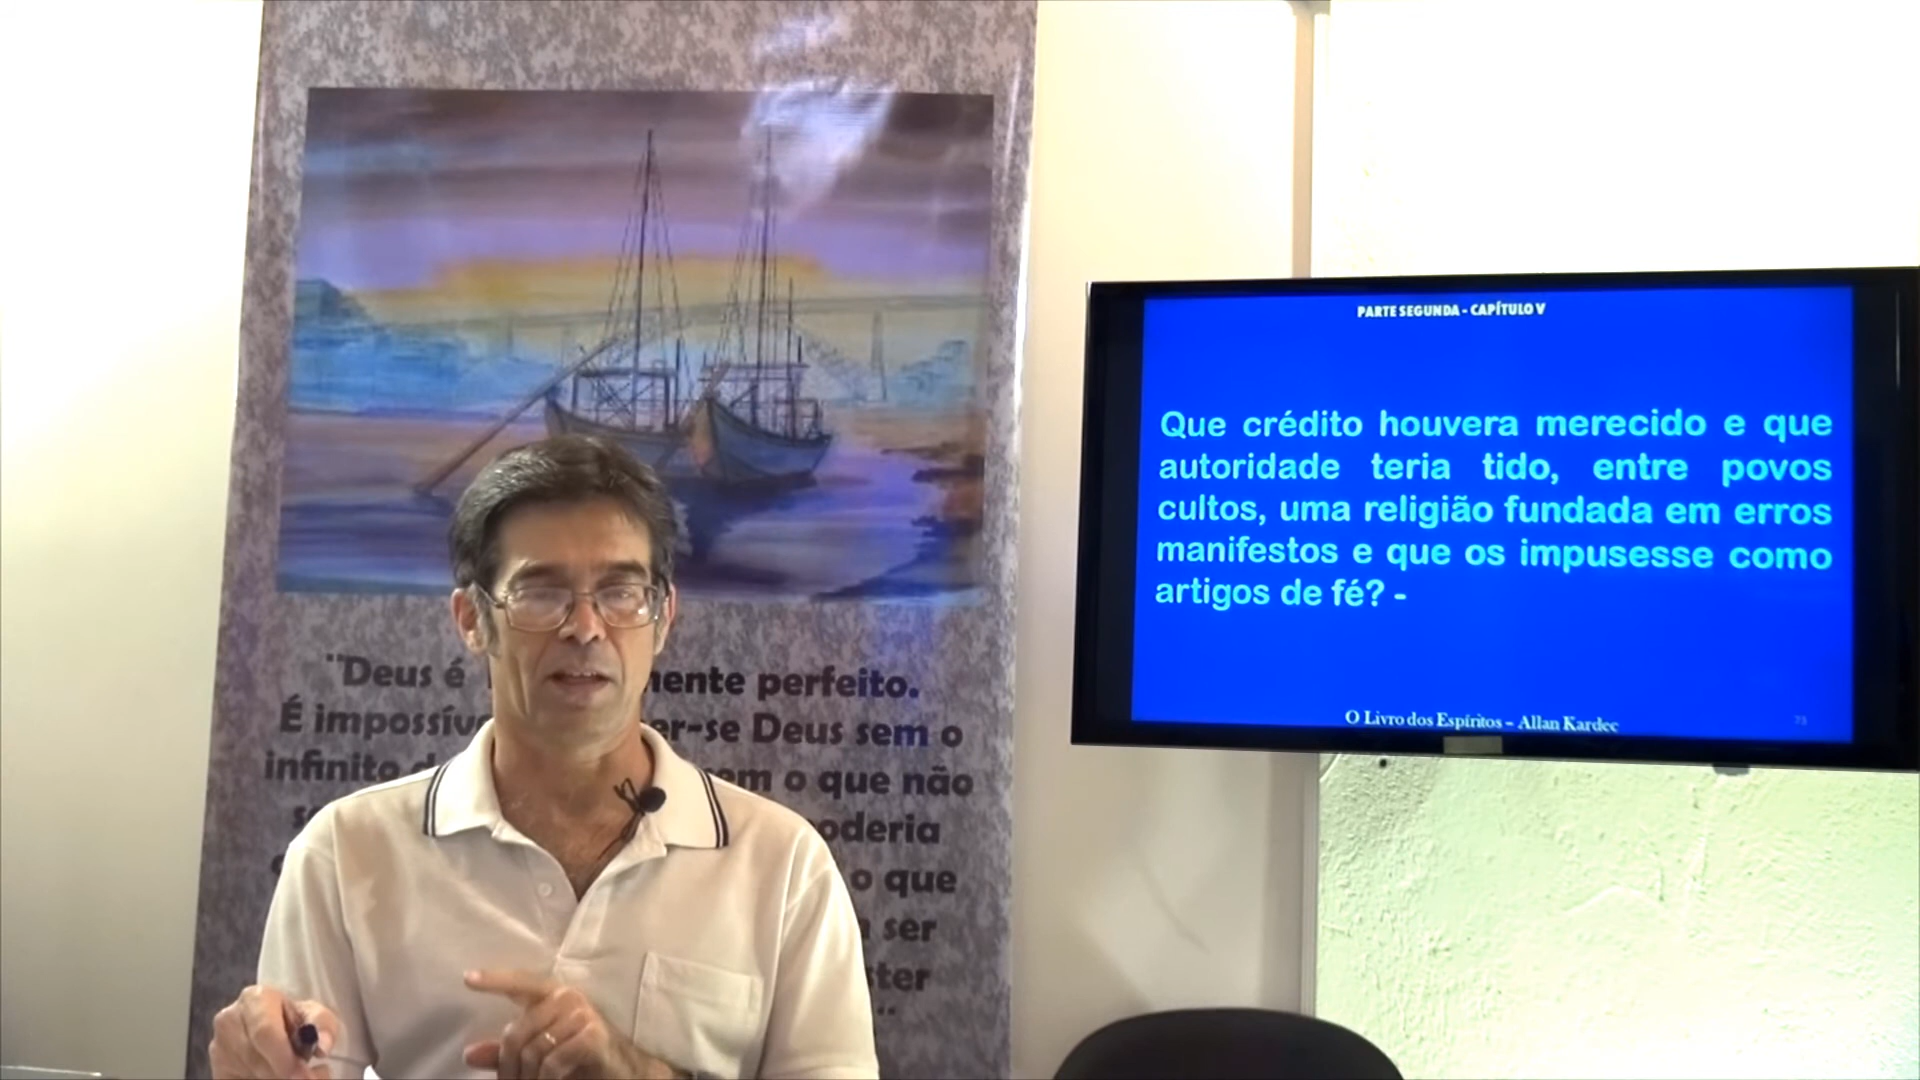 ¨Deus é
mente perfeito.
É impossív
er-se Deus sem o
infinito d
em o que não
oderia
o que
ser
ster
¨
PARTE SEGUNDA - CAPÍTULO V
Que crédito houvera merecido e que
autoridade teria tido, entre povos
cultos, uma religião fundada em erros
manifestos e que os impusesse como
artigos de fé? -
O Livro dos Espíritos – Allan Kardec
73